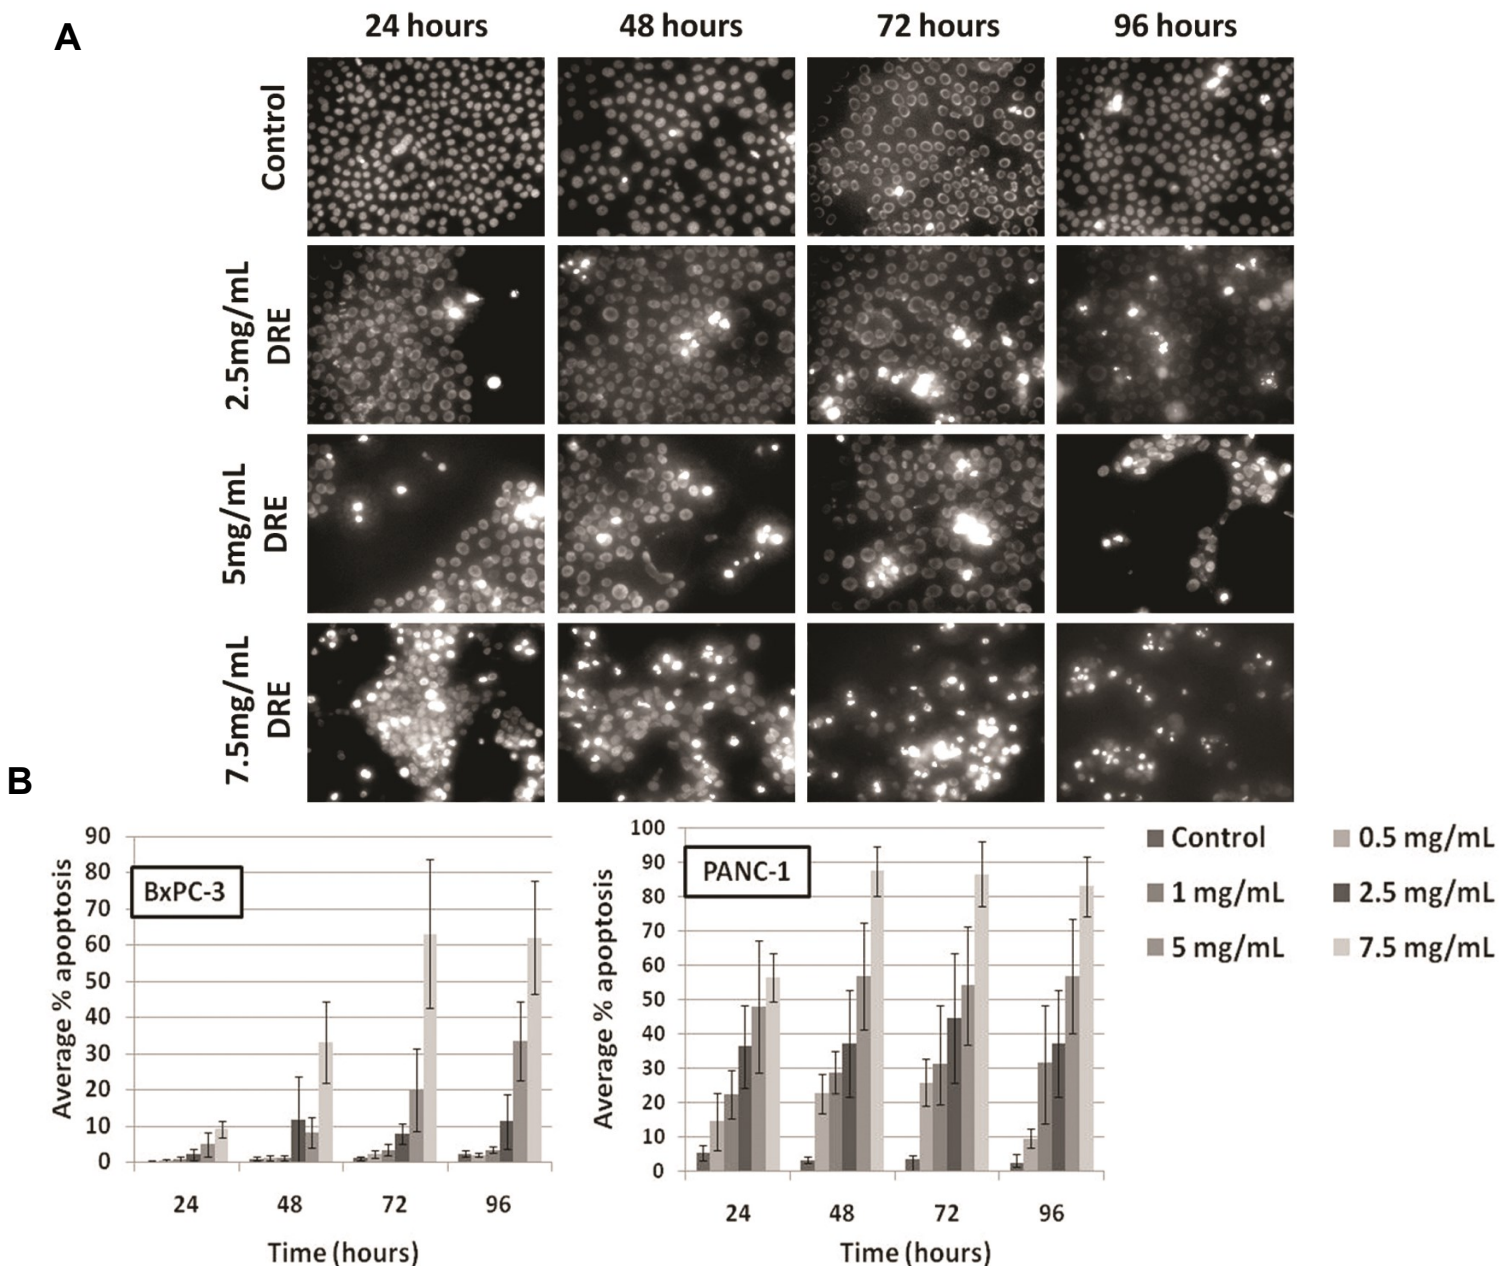 A
24 hours
48 hours
72 hours
96 hours
Control
2.5mg/mL
DRE
5mg/mL
DRE
7.5mg/mL
DRE
B
Average % apoptosis
90
80
70
60
50
40
30
20
10
0
BxPC-3
24
48
72
96
Time (hours)
Average % apoptosis
100
90
80
70
60
50
40
30
20
10
0
PANC-1
24
48
72
96
Time (hours)
Control
0.5 mg/mL
1 mg/mL
2.5 mg/mL
5 mg/mL
7.5 mg/mL